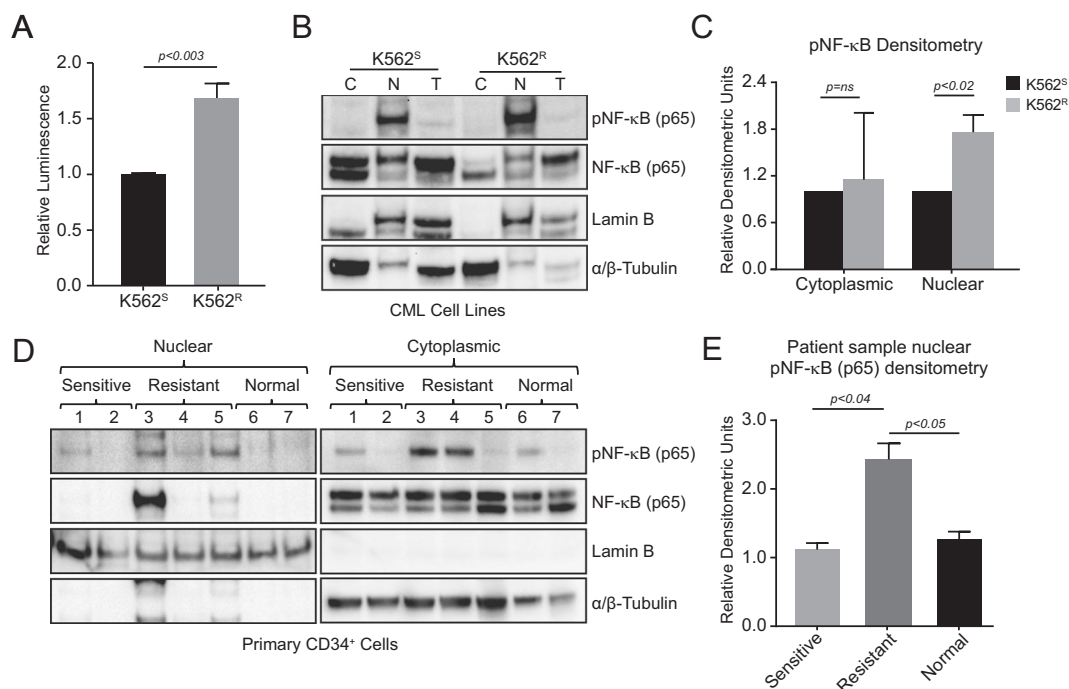 A
p<0.003
2.0
1.5
1.0
0.5
0.0
Relative Luminescence
K562ˢ
K562ᴿ
B
K562ˢ
K562ᴿ
C N T C N T
pNF-κB (p65)
NF-κB (p65)
Lamin B
α/β-Tubulin
CML Cell Lines
C
pNF-κB Densitometry
2.4
1.8
1.2
0.6
0.0
Relative Densitometric Units
p=ns
p<0.02
K562ˢ
K562ᴿ
Cytoplasmic
Nuclear
D
Nuclear
Cytoplasmic
Sensitive Resistant Normal
Sensitive Resistant Normal
1 2 3 4 5 6 7
1 2 3 4 5 6 7
pNF-κB (p65)
NF-κB (p65)
Lamin B
α/β-Tubulin
Primary CD34⁺ Cells
E
Patient sample nuclear
pNF-κB (p65) densitometry
p<0.04
p<0.05
3.0
2.0
1.0
0.0
Relative Densitometric Units
Sensitive
Resistant
Normal